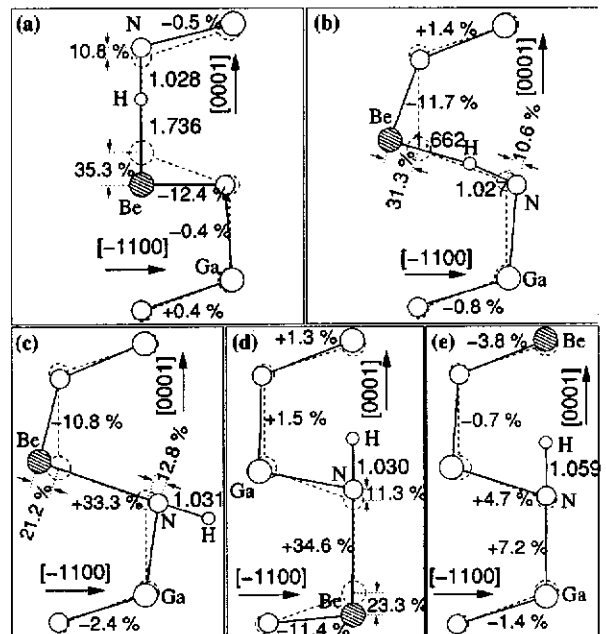 (a)
N
−0.5 %
10.8 %
1.028
[0001]
H
1.736
35.3 %
Be
−12.4 %
−0.4 %
[−1100]
Ga
+0.4 %
(b)
+1.4 %
[0001]
−11.7 %
Be
1.662
H
10.6 %
31.3 %
1.027
N
[−1100]
Ga
−0.8 %
(c)
[0001]
−10.8 %
Be
12.8 %
21.2 %
+33.3 %
1.031
N
H
[−1100]
Ga
−2.4 %
(d)
+1.3 %
[0001]
+1.5 %
H
1.030
Ga
N
11.3 %
+34.6 %
[−1100]
Be
23.3 %
−11.4 %
(e)
−3.8 %
Be
[0001]
−0.7 %
H
1.059
N
+4.7 %
+7.2 %
[−1100]
Ga
−1.4 %